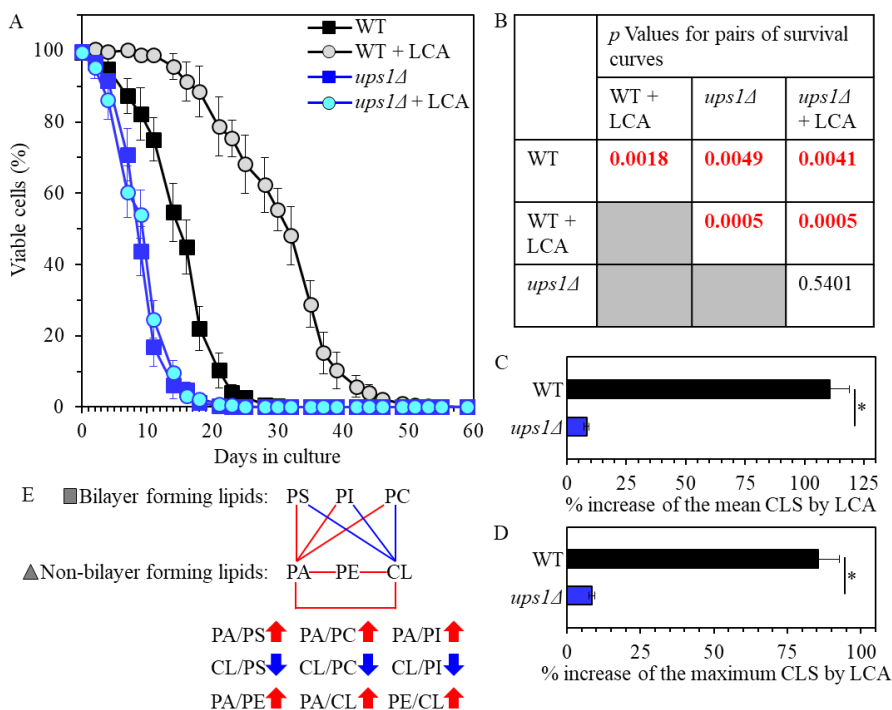 A
100
80
60
40
20
0
Viable cells (%)
0 10 20 30 40 50 60
Days in culture
WT
WT + LCA
ups1Δ
ups1Δ + LCA
B
p Values for pairs of survival
curves
WT +
LCA
ups1Δ
ups1Δ
+ LCA
WT 0.0018 0.0049 0.0041
WT +
LCA
0.0005 0.0005
ups1Δ 0.5401
C
WT
ups1Δ
*
0 25 50 75 100 125
% increase of the mean CLS by LCA
D
WT
ups1Δ
*
0 25 50 75 100
% increase of the maximum CLS by LCA
E
Bilayer forming lipids: PS PI PC
Non-bilayer forming lipids: PA PE CL
PA/PS PA/PC PA/PI
CL/PS CL/PC CL/PI
PA/PE PA/CL PE/CL